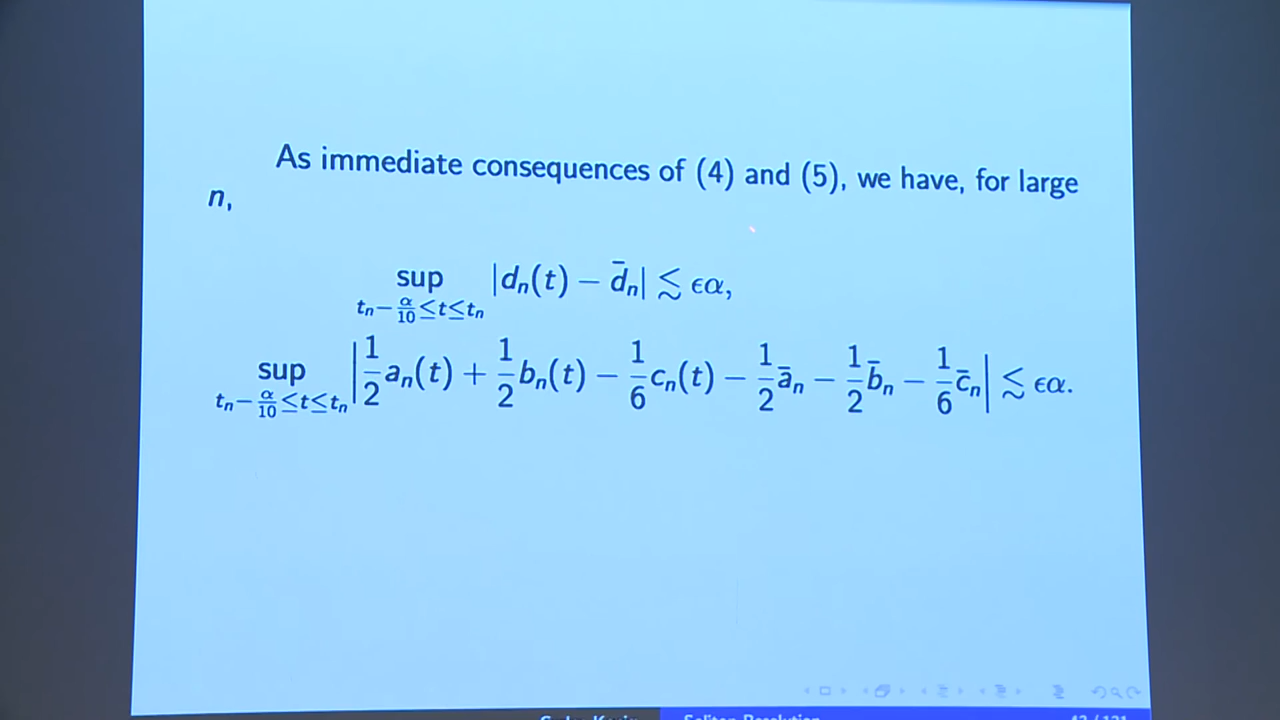 As immediate consequences of (4) and (5), we have, for large
n,
sup_{t_n − α/10 ≤ t ≤ t_n} |d_n(t) − d̄_n| ≲ ϵα,
sup_{t_n − α/10 ≤ t ≤ t_n} |1/2 a_n(t) + 1/2 b_n(t) − 1/6 c_n(t) − 1/2 ā_n − 1/2 b̄_n − 1/6 c̄_n| ≲ ϵα.